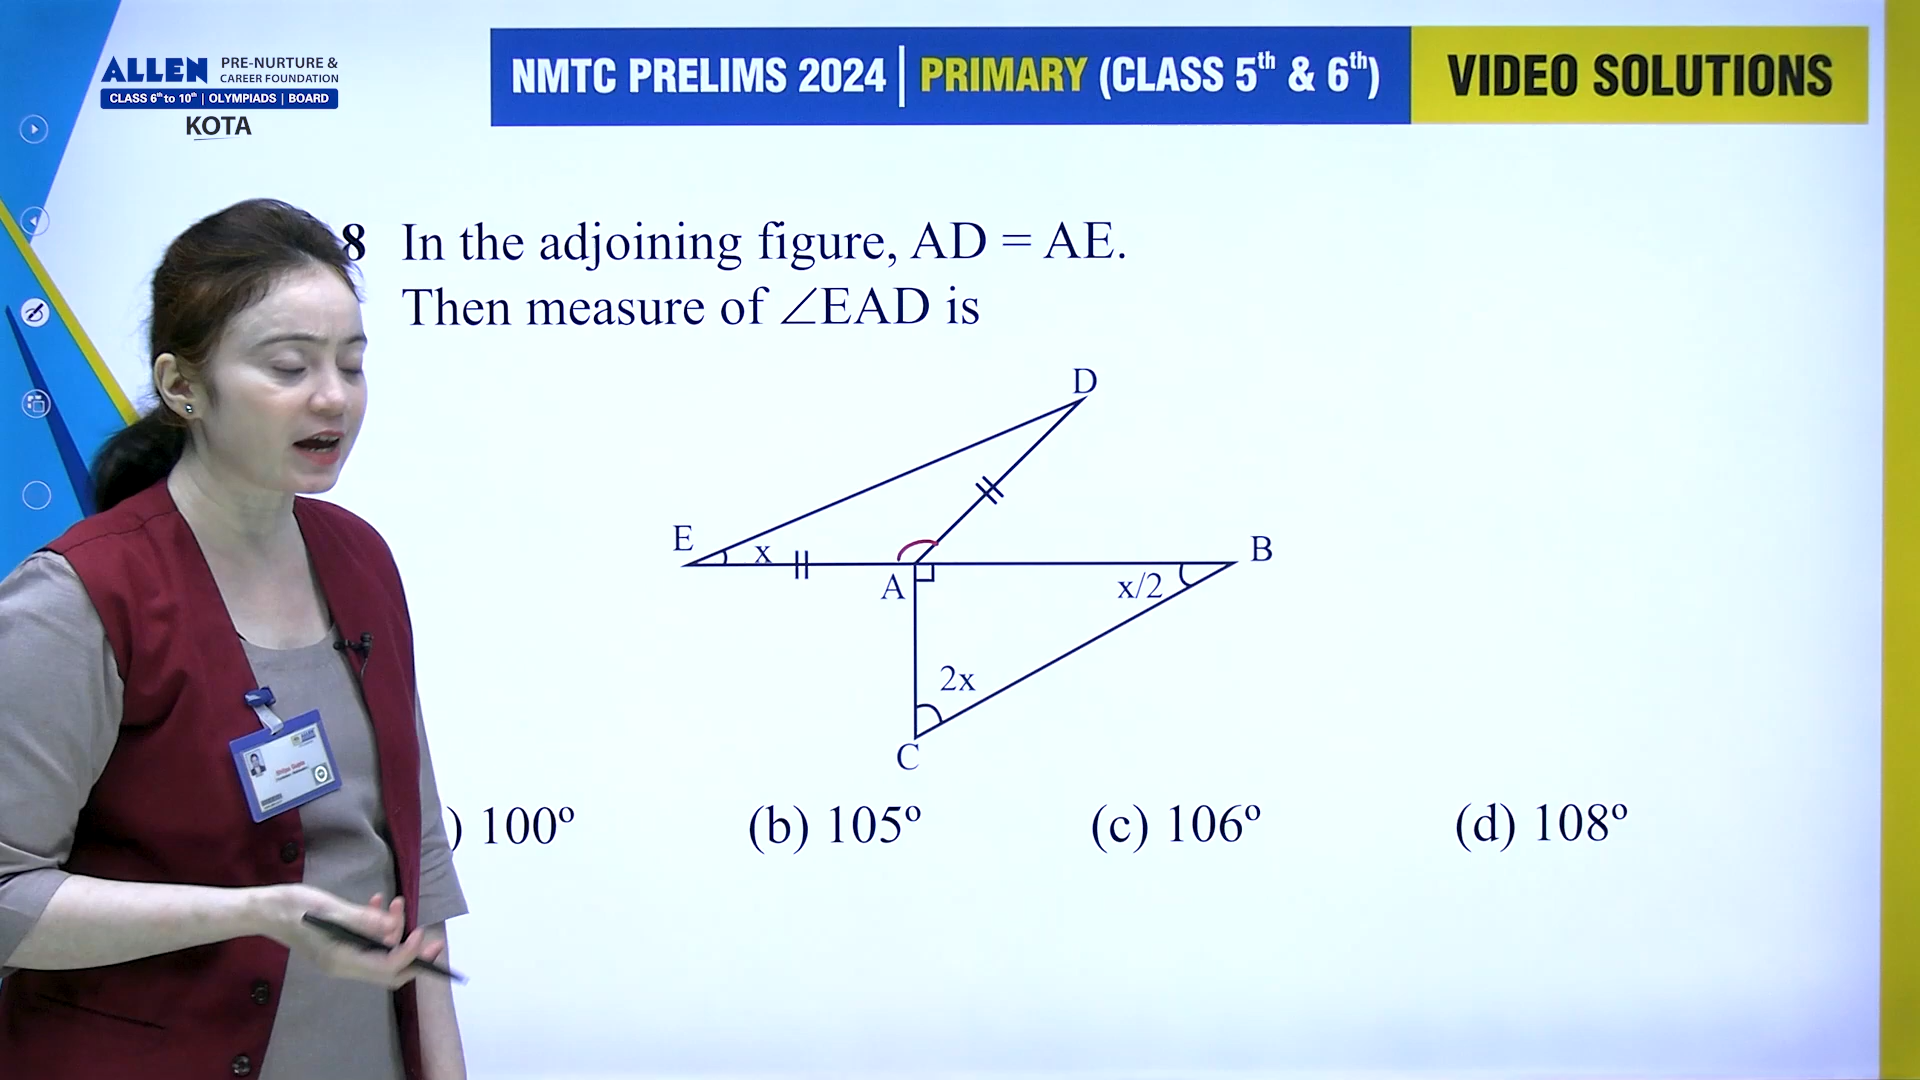 ALLEN
PRE-NURTURE &
CAREER FOUNDATION
CLASS 6th to 10th | OLYMPIADS | BOARD
KOTA
NMTC PRELIMS 2024 | PRIMARY (CLASS 5th & 6th)
VIDEO SOLUTIONS
8 In the adjoining figure, AD = AE.
Then measure of ∠EAD is
D
E
x
A
B
x/2
2x
C
) 100º (b) 105º (c) 106º (d) 108º